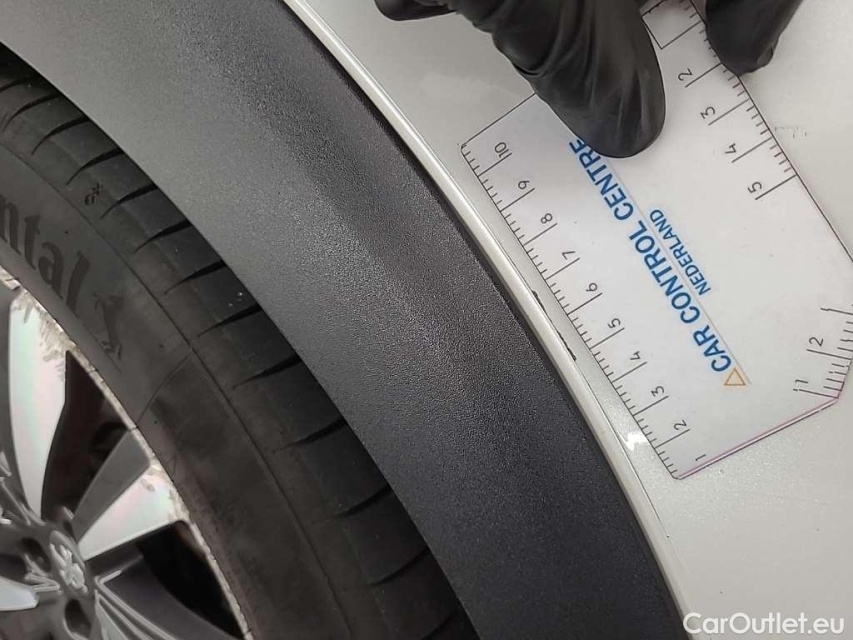 CAR CONTROL CENTRE
NEDERLAND
10 9 8 7 6 5 4 3 2 1
2 3 4 5
1 2
ntal
CarOutlet.eu